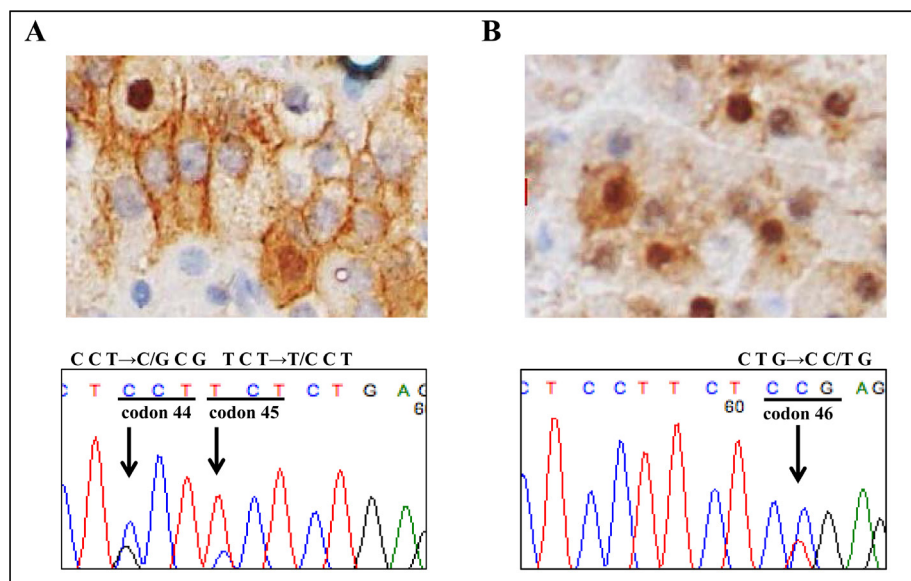 A
B
C C T→C/G C G T C T→T/C C T
C T C C T T C T C T G A G
codon 44 codon 45
6
C T G→C C/T G
C T C C T T C T C C G A G
60
codon 46